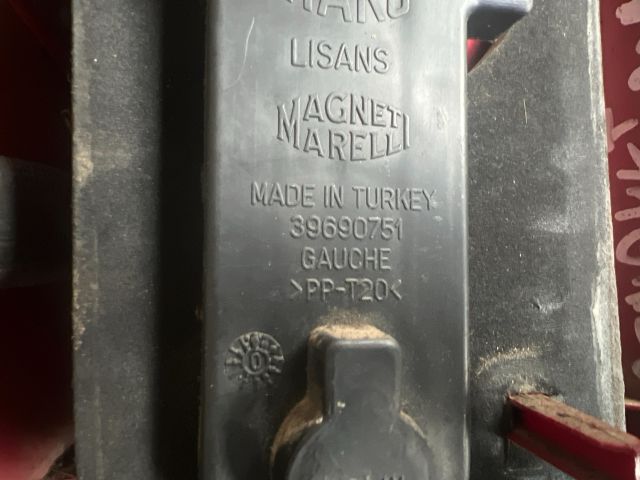 LISANS
MAGNETI
MARELLI
MADE IN TURKEY
39690751
GAUCHE
>PP-T20<